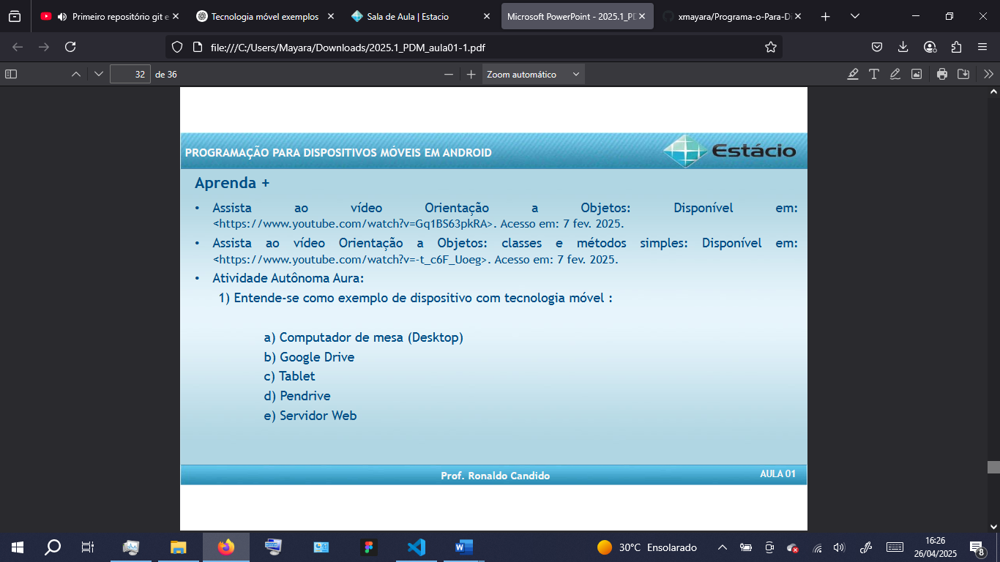 Primeiro repositório git e
Tecnologia móvel exemplos
Sala de Aula | Estacio
Microsoft PowerPoint - 2025.1_PD
xmayara/Programa-o-Para-Di
file:///C:/Users/Mayara/Downloads/2025.1_PDM_aula01-1.pdf
32 de 36
Zoom automático
PROGRAMAÇÃO PARA DISPOSITIVOS MÓVEIS EM ANDROID
Estácio
Aprenda +
• Assista ao vídeo Orientação a Objetos: Disponível em:
<https://www.youtube.com/watch?v=Gq1BS63pkRA>. Acesso em: 7 fev. 2025.
• Assista ao vídeo Orientação a Objetos: classes e métodos simples: Disponível em:
<https://www.youtube.com/watch?v=-t_c6F_Uoeg>. Acesso em: 7 fev. 2025.
• Atividade Autônoma Aura:
1) Entende-se como exemplo de dispositivo com tecnologia móvel :
a) Computador de mesa (Desktop)
b) Google Drive
c) Tablet
d) Pendrive
e) Servidor Web
Prof. Ronaldo Candido
AULA 01
30°C Ensolarado
16:26
26/04/2025
8